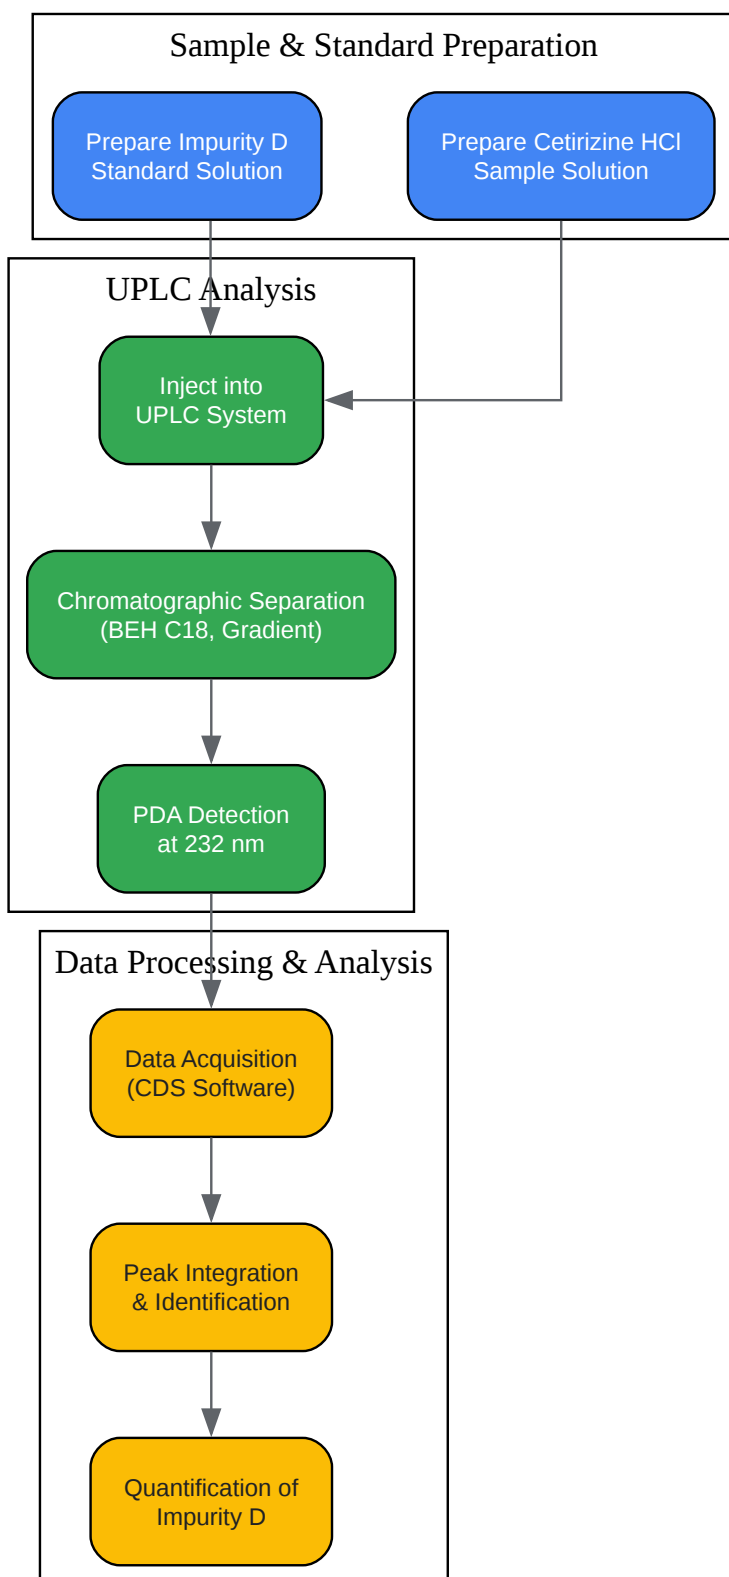 Sample & Standard Preparation
Prepare Impurity D
Standard Solution
Prepare Cetirizine HCl
Sample Solution
UPLC Analysis
Inject into
UPLC System
Chromatographic Separation
(BEH C18, Gradient)
PDA Detection
at 232 nm
Data Processing & Analysis
Data Acquisition
(CDS Software)
Peak Integration
& Identification
Quantification of
Impurity D